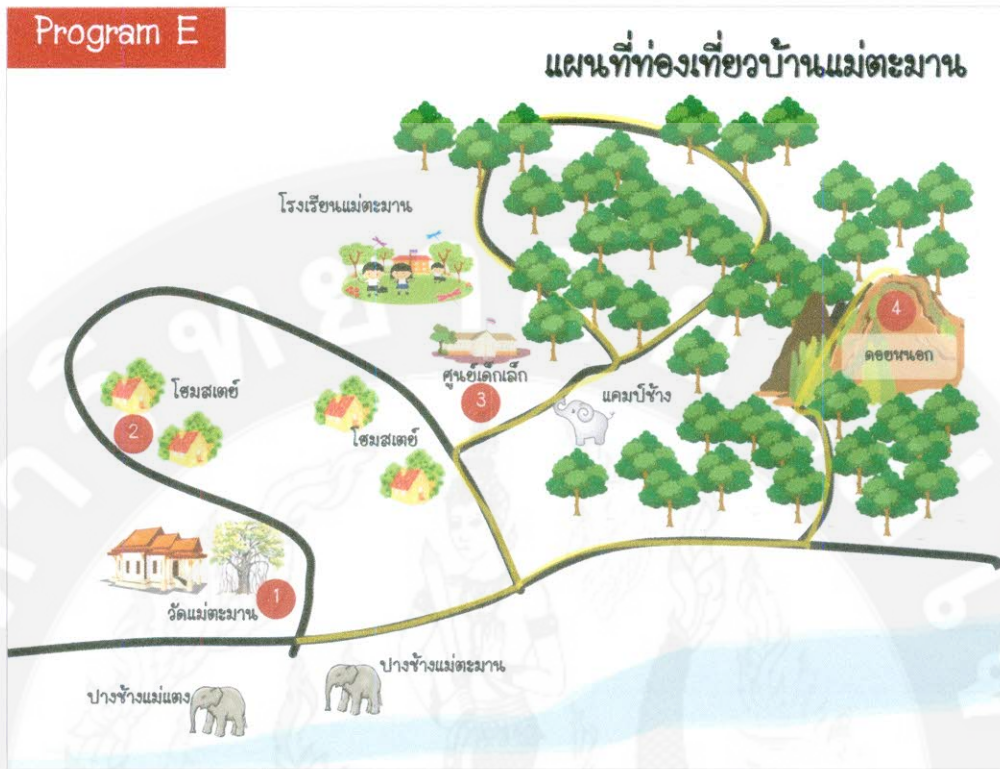 Program E
แผนที่ท่องเที่ยวบ้านแม่ตะมาน
โรงเรียนแม่ตะมาน
4
ดอยหนอก
ศูนย์เด็กเล็ก
3
แคมป์ช้าง
โฮมสเตย์
2
โฮมสเตย์
วัดแม่ตะมาน
1
ปางช้างแม่ตะมาน
ปางช้างแม่แตง